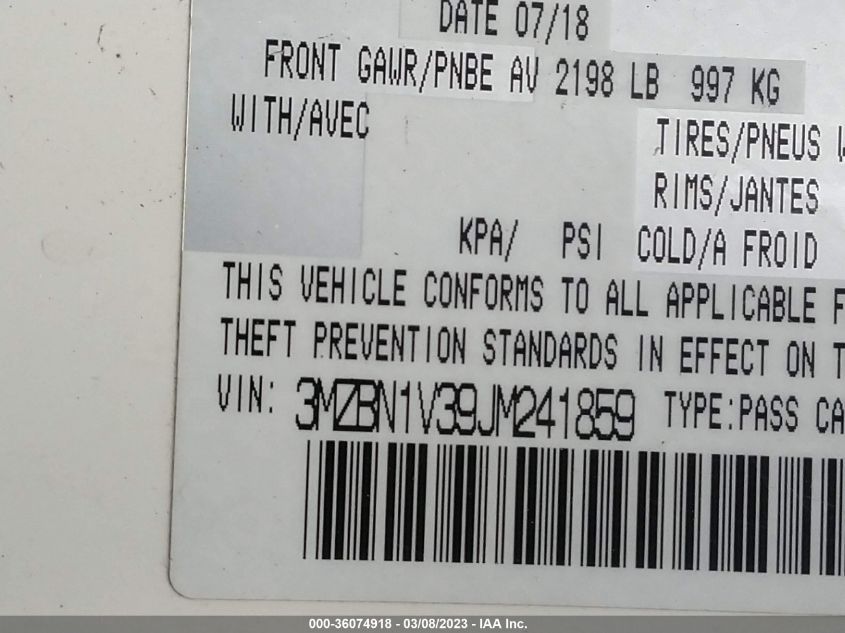 DATE 07/18
FRONT GAWR/PNBE AV 2198 LB 997 KG
WITH/AVEC
TIRES/PNEUS
RIMS/JANTES
KPA/ PSI COLD/A FROID
THIS VEHICLE CONFORMS TO ALL APPLICABLE F
THEFT PREVENTION STANDARDS IN EFFECT ON T
VIN: 3MZBN1V39JM241859 TYPE:PASS CA
000-36074918 - 03/08/2023 - IAA Inc.